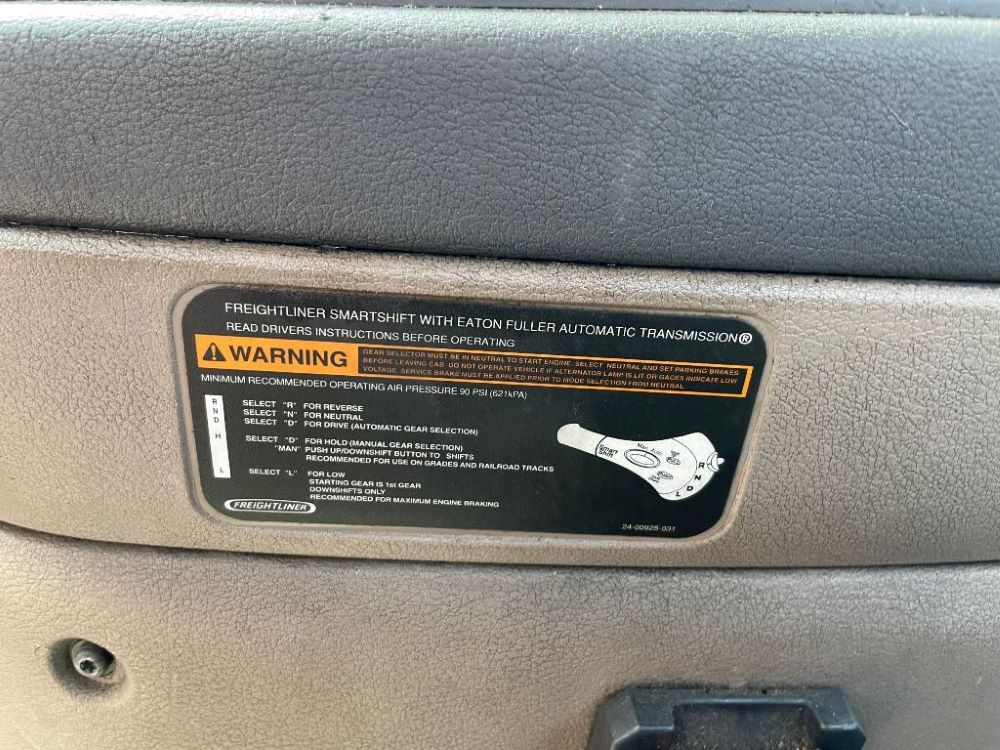 FREIGHTLINER SMARTSHIFT WITH EATON FULLER AUTOMATIC TRANSMISSION®
READ DRIVERS INSTRUCTIONS BEFORE OPERATING
WARNING
GEAR SELECTOR MUST BE IN NEUTRAL TO START ENGINE. SELECT NEUTRAL AND SET PARKING BRAKES
BEFORE LEAVING CAB. DO NOT OPERATE VEHICLE IF ALTERNATOR LAMP IS LIT OR GAGES INDICATE LOW
VOLTAGE. SERVICE BRAKE MUST BE APPLIED PRIOR TO MODE SELECTION FROM NEUTRAL.
MINIMUM RECOMMENDED OPERATING AIR PRESSURE 90 PSI (621kPA)
R
N
D
H
L
SELECT "R" FOR REVERSE
SELECT "N" FOR NEUTRAL
SELECT "D" FOR DRIVE (AUTOMATIC GEAR SELECTION)
SELECT "D" FOR HOLD (MANUAL GEAR SELECTION)
"MAN" PUSH UP/DOWNSHIFT BUTTON TO SHIFTS
RECOMMENDED FOR USE ON GRADES AND RAILROAD TRACKS
SELECT "L" FOR LOW
STARTING GEAR IS 1st GEAR
DOWNSHIFTS ONLY
RECOMMENDED FOR MAXIMUM ENGINE BRAKING
FREIGHTLINER
Smart
Shift
Man Auto
R
N
D
L
24-00925-031